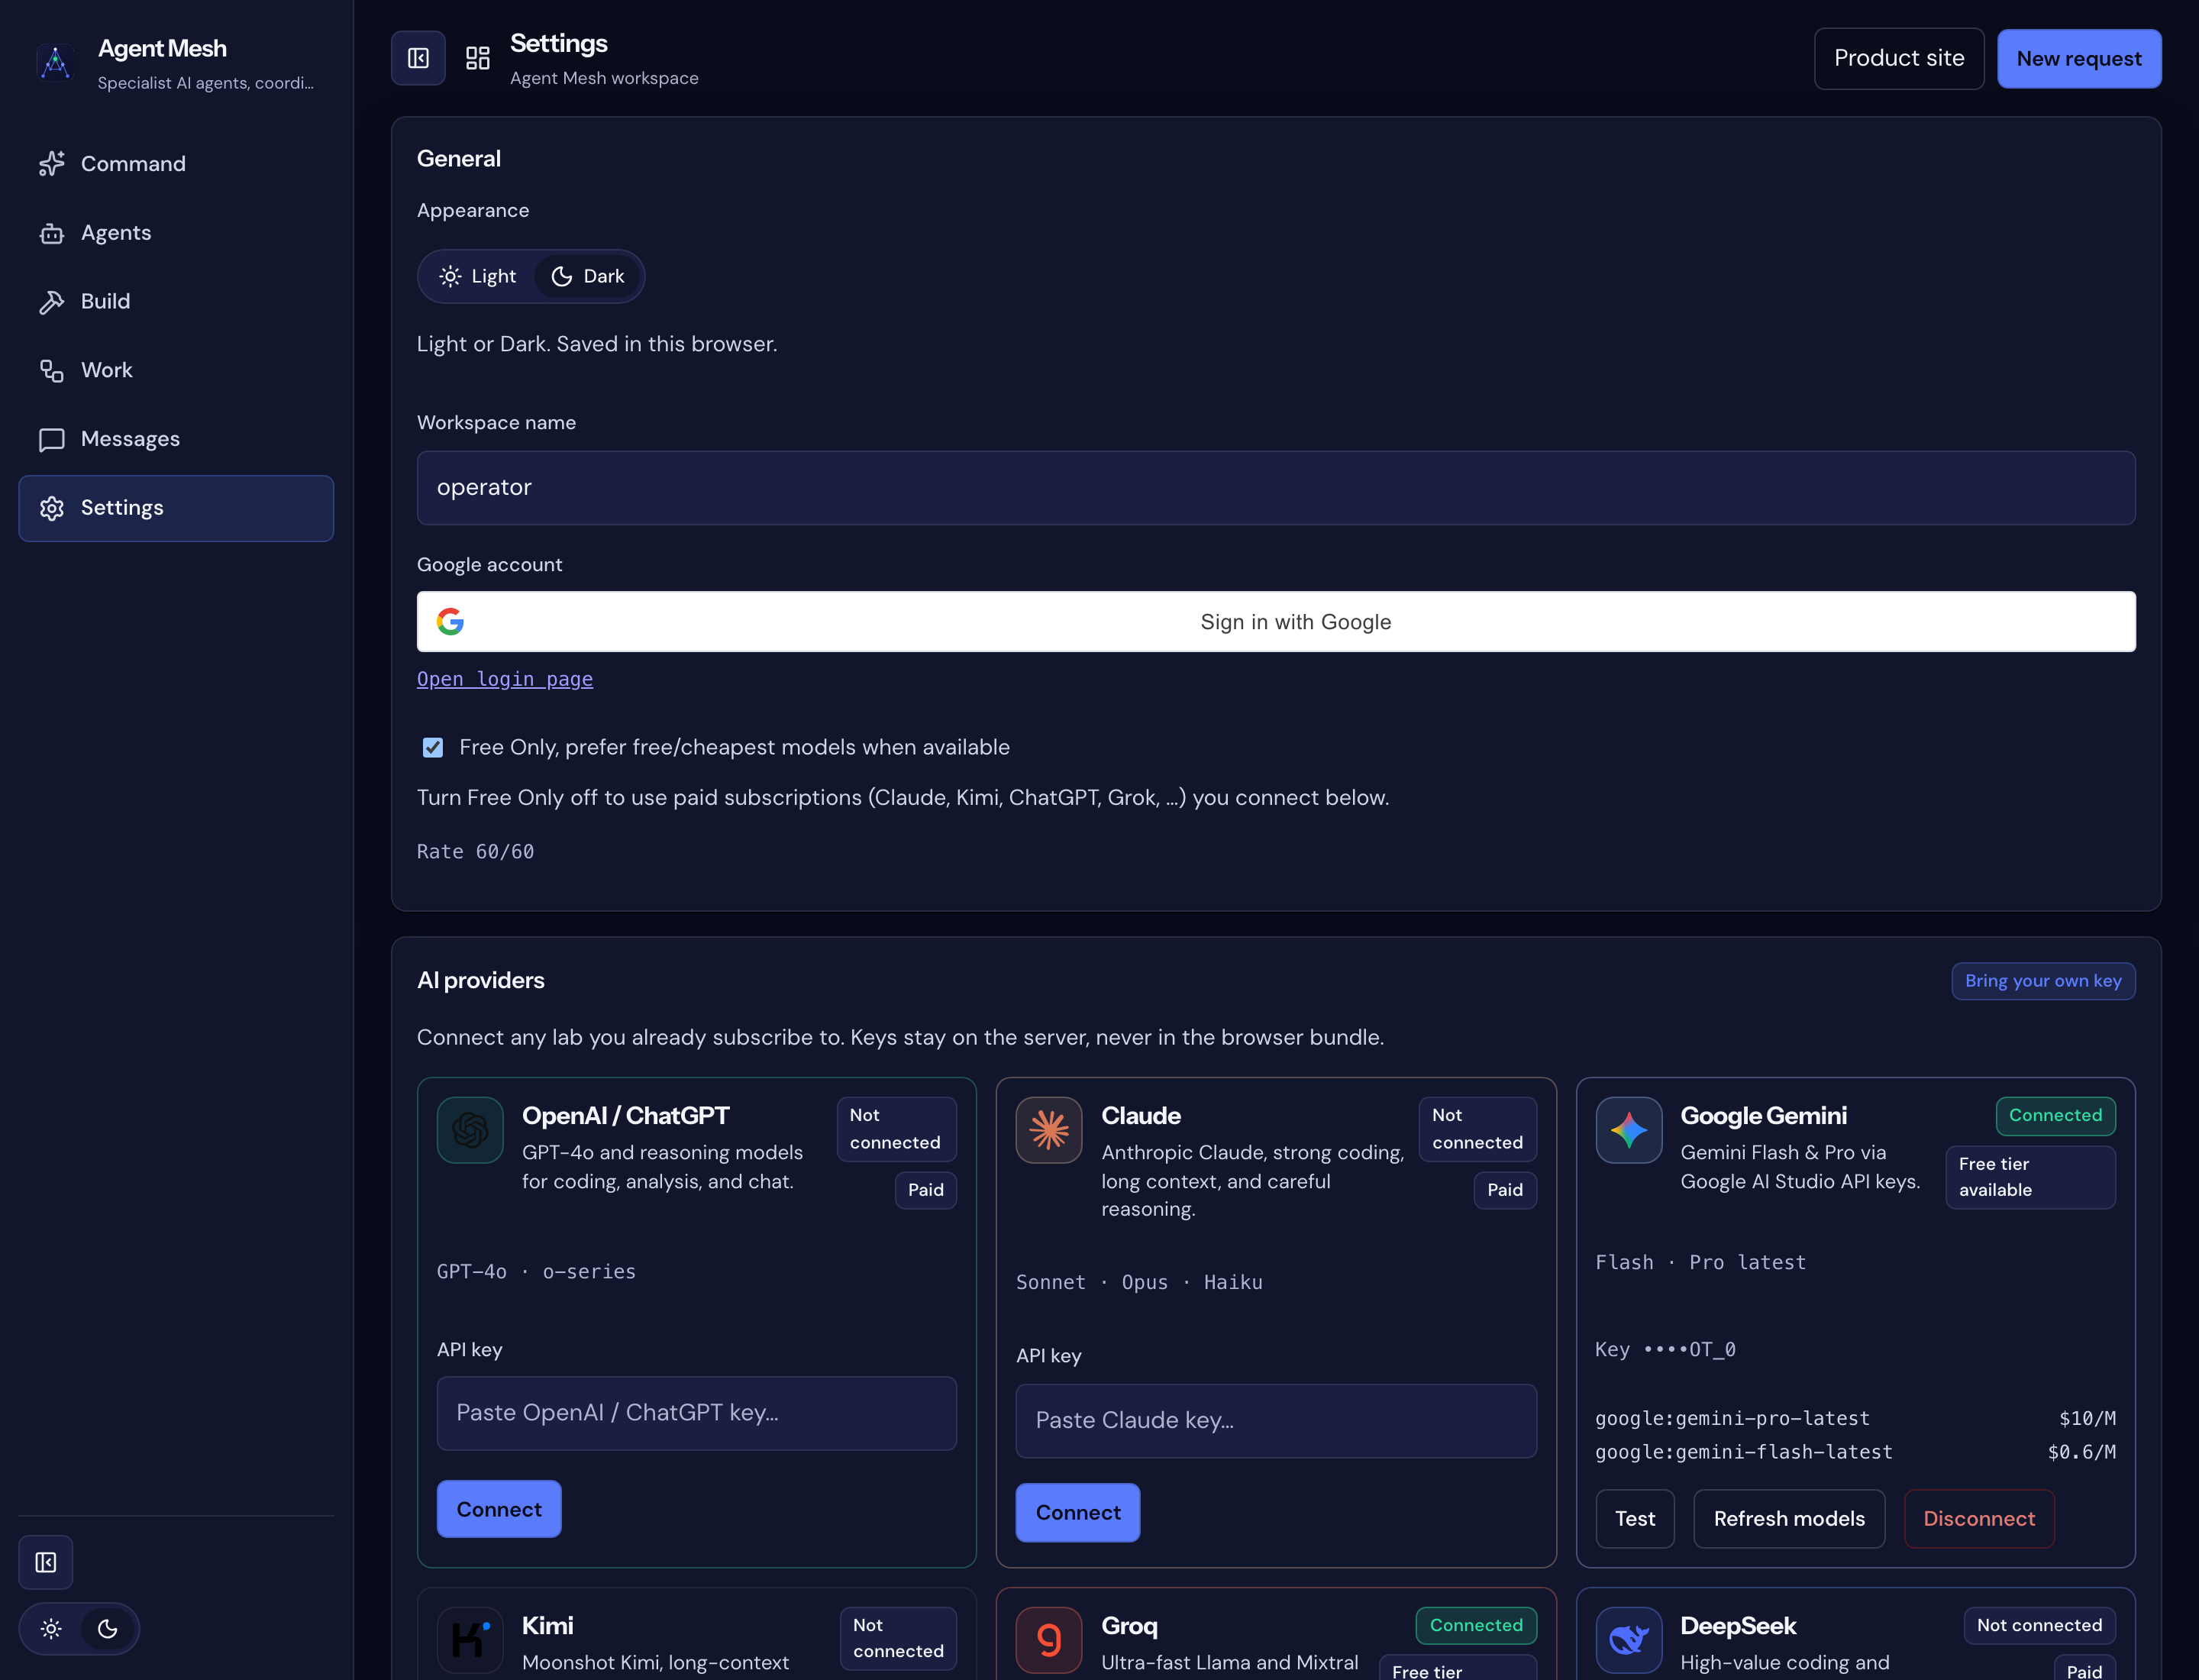 Agent Mesh
Specialist AI agents, coordi...
Command
Agents
Build
Work
Messages
Settings
Settings
Agent Mesh workspace
Product site
New request
General
Appearance
Light
Dark
Light or Dark. Saved in this browser.
Workspace name
operator
Google account
Sign in with Google
Open login page
Free Only, prefer free/cheapest models when available
Turn Free Only off to use paid subscriptions (Claude, Kimi, ChatGPT, Grok, ...) you connect below.
Rate 60/60
AI providers
Bring your own key
Connect any lab you already subscribe to. Keys stay on the server, never in the browser bundle.
OpenAI / ChatGPT
GPT-4o and reasoning models
for coding, analysis, and chat.
Not
connected
Paid
GPT-4o · o-series
API key
Paste OpenAI / ChatGPT key...
Connect
Claude
Anthropic Claude, strong coding,
long context, and careful
reasoning.
Not
connected
Paid
Sonnet · Opus · Haiku
API key
Paste Claude key...
Connect
Google Gemini
Gemini Flash & Pro via
Google AI Studio API keys.
Connected
Free tier
available
Flash · Pro latest
Key ••••OT_0
google:gemini-pro-latest $10/M
google:gemini-flash-latest $0.6/M
Test
Refresh models
Disconnect
Kimi
Moonshot Kimi, long-context
Not
connected
Groq
Ultra-fast Llama and Mixtral
Connected
Free tier
DeepSeek
High-value coding and
Not connected
Paid